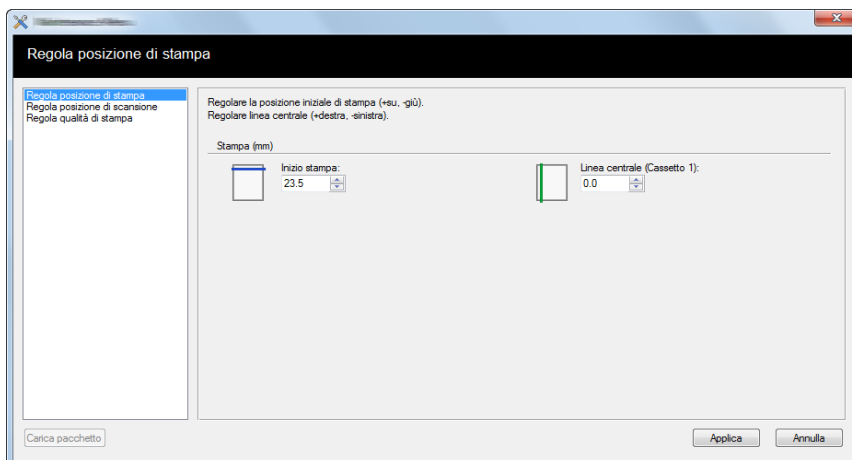 Regola posizione di stampa
Regola posizione di stampa
Regola posizione di scansione
Regola qualità di stampa
Regolare la posizione iniziale di stampa (+su, -giù).
Regolare linea centrale (+destra, -sinistra).
Stampa (mm)
Inizio stampa:
23.5
Linea centrale (Cassetto 1):
0.0
Carica pacchetto
Applica
Annulla